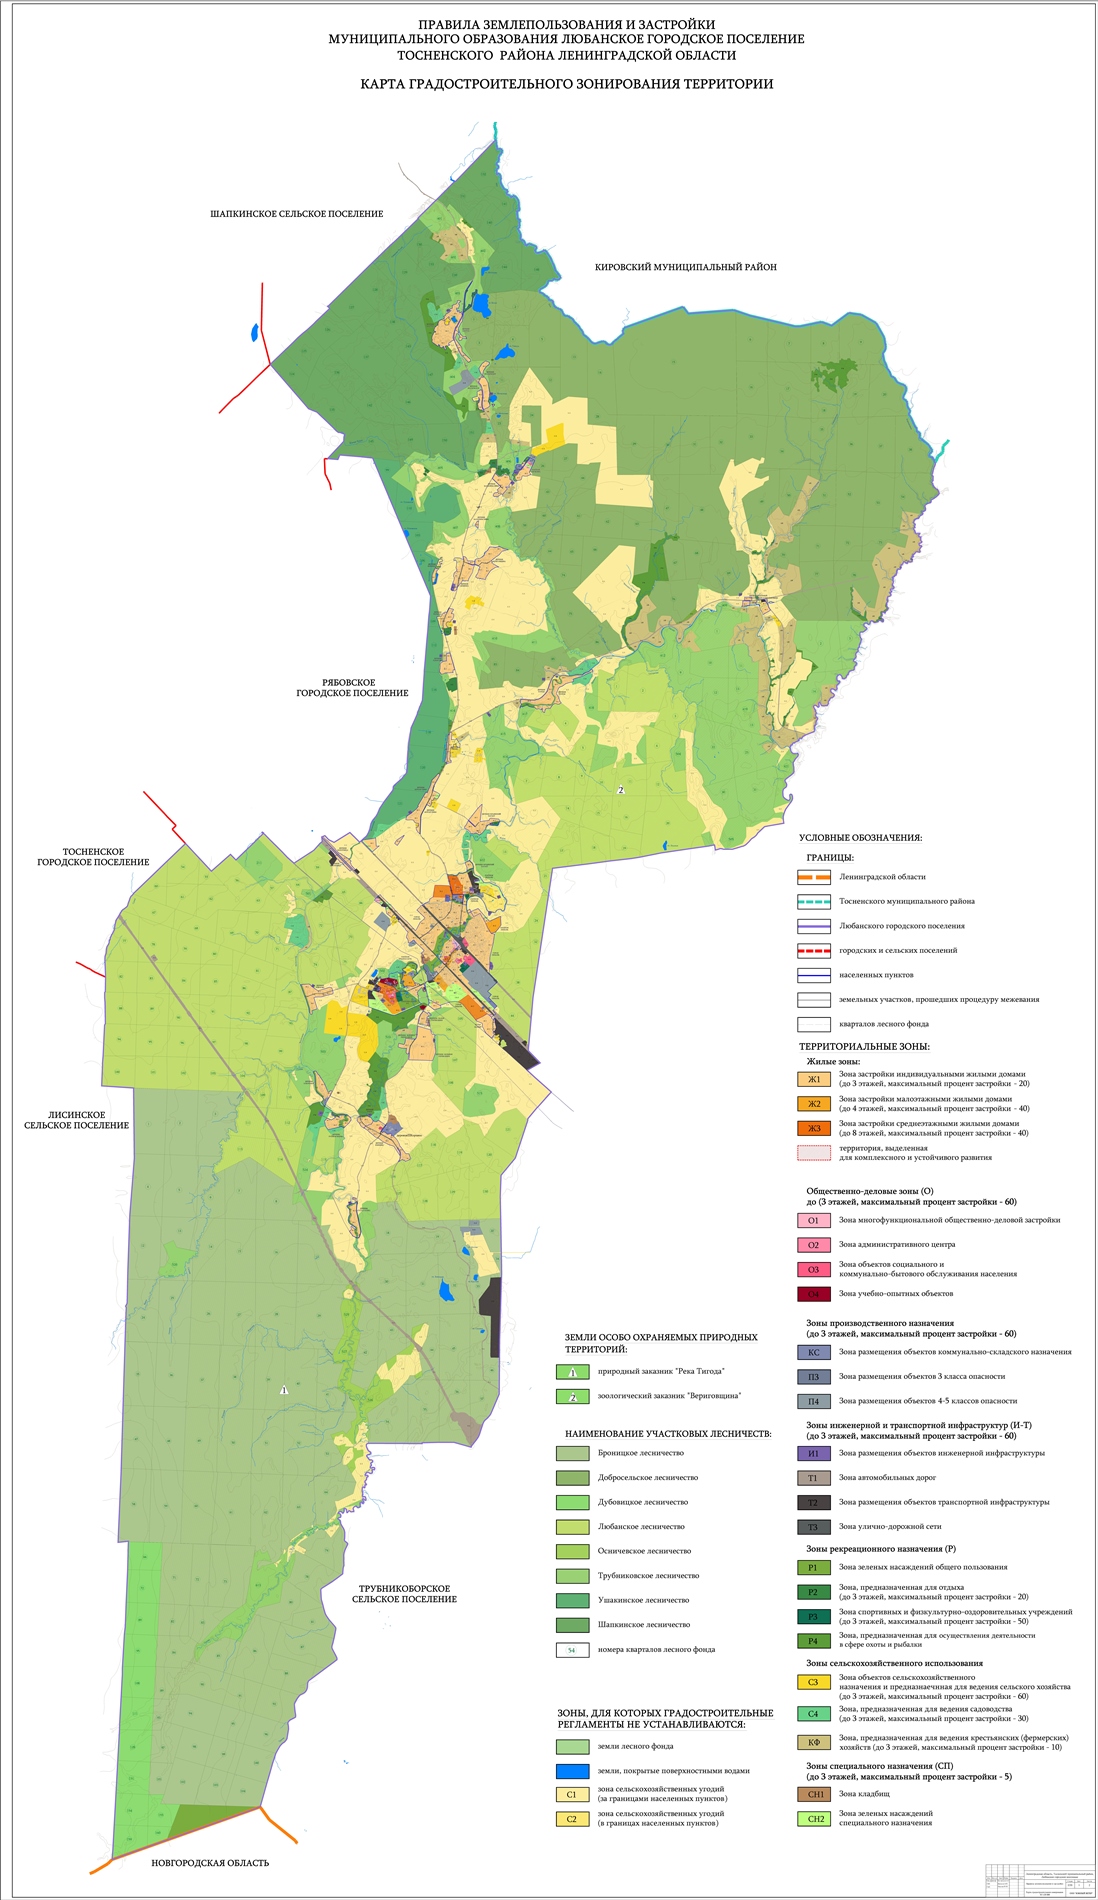 ПРАВИЛА ЗЕМЛЕПОЛЬЗОВАНИЯ И ЗАСТРОЙКИ
МУНИЦИПАЛЬНОГО ОБРАЗОВАНИЯ ЛЮБАНСКОЕ ГОРОДСКОЕ ПОСЕЛЕНИЕ
ТОСНЕНСКОГО РАЙОНА ЛЕНИНГРАДСКОЙ ОБЛАСТИ
КАРТА ГРАДОСТРОИТЕЛЬНОГО ЗОНИРОВАНИЯ ТЕРРИТОРИИ
ШАПКИНСКОЕ СЕЛЬСКОЕ ПОСЕЛЕНИЕ
КИРОВСКИЙ МУНИЦИПАЛЬНЫЙ РАЙОН
РЯБОВСКОЕ
ГОРОДСКОЕ ПОСЕЛЕНИЕ
2
ТОСНЕНСКОЕ
ГОРОДСКОЕ ПОСЕЛЕНИЕ
ЛИСИНСКОЕ
СЕЛЬСКОЕ ПОСЕЛЕНИЕ
1
ТРУБНИКОБОРСКОЕ
СЕЛЬСКОЕ ПОСЕЛЕНИЕ
НОВГОРОДСКАЯ ОБЛАСТЬ
ЗЕМЛИ ОСОБО ОХРАНЯЕМЫХ ПРИРОДНЫХ
ТЕРРИТОРИЙ:
1 природный заказник "Река Тигода"
2 зоологический заказник "Вериговщина"
НАИМЕНОВАНИЕ УЧАСТКОВЫХ ЛЕСНИЧЕСТВ:
Броницкое лесничество
Добросельское лесничество
Дубовицкое лесничество
Любанское лесничество
Осничевское лесничество
Трубниковское лесничество
Ушакинское лесничество
Шапкинское лесничество
54 номера кварталов лесного фонда
ЗОНЫ, ДЛЯ КОТОРЫХ ГРАДОСТРОИТЕЛЬНЫЕ
РЕГЛАМЕНТЫ НЕ УСТАНАВЛИВАЮТСЯ:
земли лесного фонда
земли, покрытые поверхностными водами
С1 зона сельскохозяйственных угодий
(за границами населенных пунктов)
С2 зона сельскохозяйственных угодий
(в границах населенных пунктов)
УСЛОВНЫЕ ОБОЗНАЧЕНИЯ:
ГРАНИЦЫ:
Ленинградской области
Тосненского муниципального района
Любанского городского поселения
городских и сельских поселений
населенных пунктов
земельных участков, прошедших процедуру межевания
кварталов лесного фонда
ТЕРРИТОРИАЛЬНЫЕ ЗОНЫ:
Жилые зоны:
Ж1 Зона застройки индивидуальными жилыми домами
(до 3 этажей, максимальный процент застройки - 20)
Ж2 Зона застройки малоэтажными жилыми домами
(до 4 этажей, максимальный процент застройки - 40)
Ж3 Зона застройки среднеэтажными жилыми домами
(до 8 этажей, максимальный процент застройки - 40)
территория, выделенная
для комплексного и устойчивого развития
Общественно-деловые зоны (О)
до (3 этажей, максимальный процент застройки - 60)
О1 Зона многофункциональной общественно-деловой застройки
О2 Зона административного центра
О3 Зона объектов социального и
коммунально-бытового обслуживания населения
О4 Зона учебно-опытных объектов
Зоны производственного назначения
(до 3 этажей, максимальный процент застройки - 60)
КС Зона размещения объектов коммунально-складского назначения
П3 Зона размещения объектов 3 класса опасности
П4 Зона размещения объектов 4-5 классов опасности
Зоны инженерной и транспортной инфраструктур (И-Т)
(до 3 этажей, максимальный процент застройки - 60)
И1 Зона размещения объектов инженерной инфраструктуры
Т1 Зона автомобильных дорог
Т2 Зона размещения объектов транспортной инфраструктуры
Т3 Зона улично-дорожной сети
Зоны рекреационного назначения (Р)
Р1 Зона зеленых насаждений общего пользования
Р2 Зона, предназначенная для отдыха
(до 3 этажей, максимальный процент застройки - 20)
Р3 Зона спортивных и физкультурно-оздоровительных учреждений
(до 3 этажей, максимальный процент застройки - 50)
Р4 Зона, предназначенная для осуществления деятельности
в сфере охоты и рыбалки
Зоны сельскохозяйственного использования
С3 Зона объектов сельскохозяйственного
назначения и предназнаечнная для ведения сельского хозяйства
(до 3 этажей, максимальный процент застройки - 60)
С4 Зона, предназначенная для ведения садоводства
(до 3 этажей, максимальный процент застройки - 30)
КФ Зона, предназначенная для ведения крестьянских (фермерских)
хозяйств (до 3 этажей, максимальный процент застройки - 10)
Зоны специального назначения (СП)
(до 3 этажей, максимальный процент застройки - 5)
СН1 Зона кладбищ
СН2 Зона зеленых насаждений
специального назначения